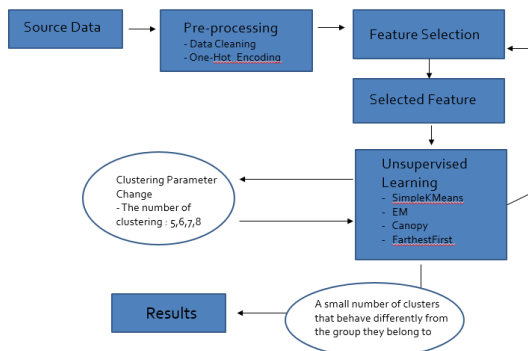 Source Data
Pre-processing
- Data Cleaning
- One-Hot Encoding
Feature Selection
Selected Feature
Unsupervised
Learning
- SimpleKMeans
- EM
- Canopy
- FarthestFirst
Clustering Parameter
Change
- The number of
clustering : 5,6,7,8
Results
A small number of clusters
that behave differently from
the group they belong to